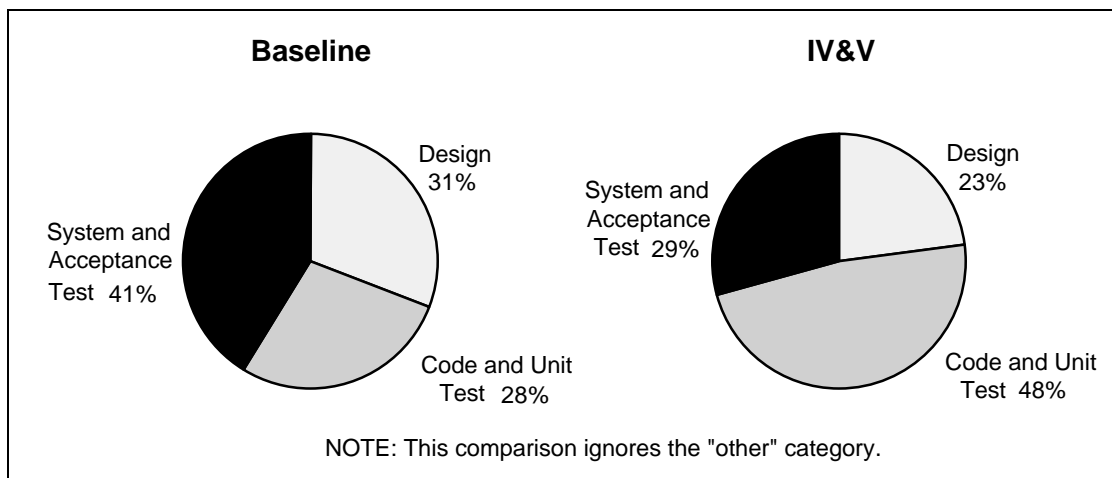 Baseline
Design
31%
System and
Acceptance
Test 41%
Code and Unit
Test 28%
IV&V
Design
23%
System and
Acceptance
Test 29%
Code and Unit
Test 48%
NOTE: This comparison ignores the "other" category.